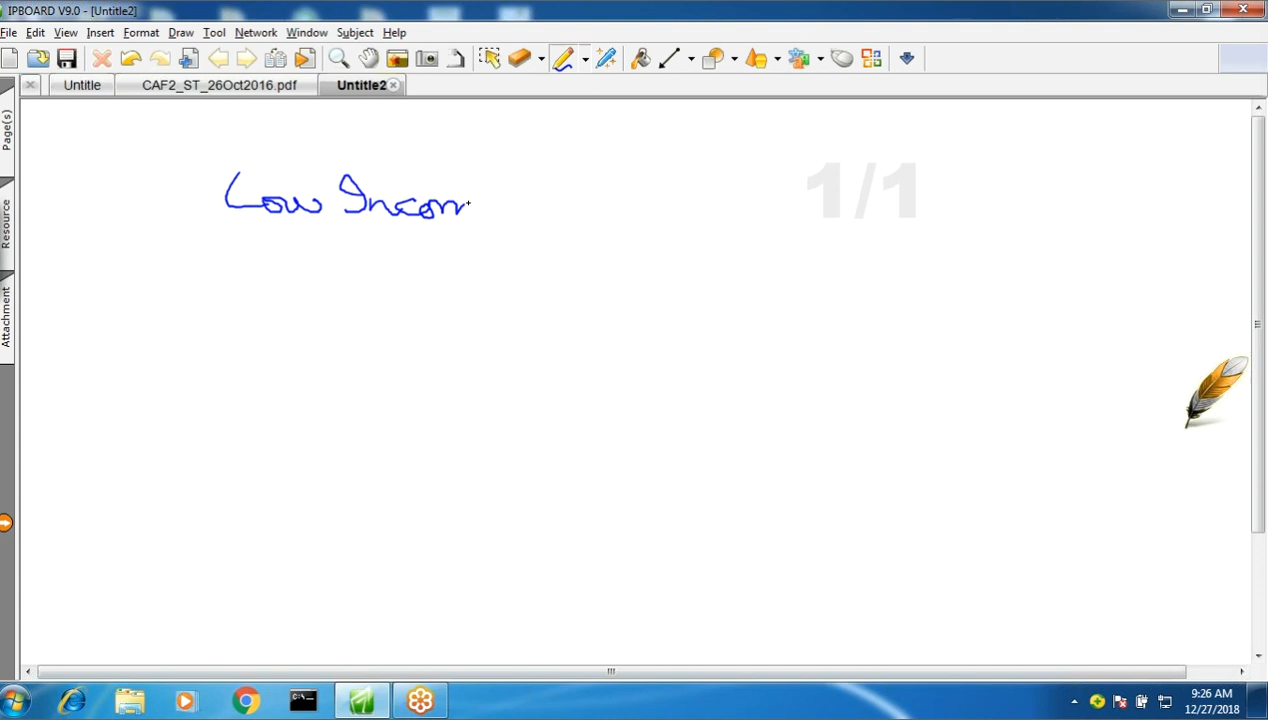 IPBOARD V9.0 - [Untitle2]
File Edit View Insert Format Draw Tool Network Window Subject Help
Untitle CAF2_ST_26Oct2016.pdf Untitle2
Page(s)
Resource
Attachment
Low Incom
1/1
9:26 AM
12/27/2018